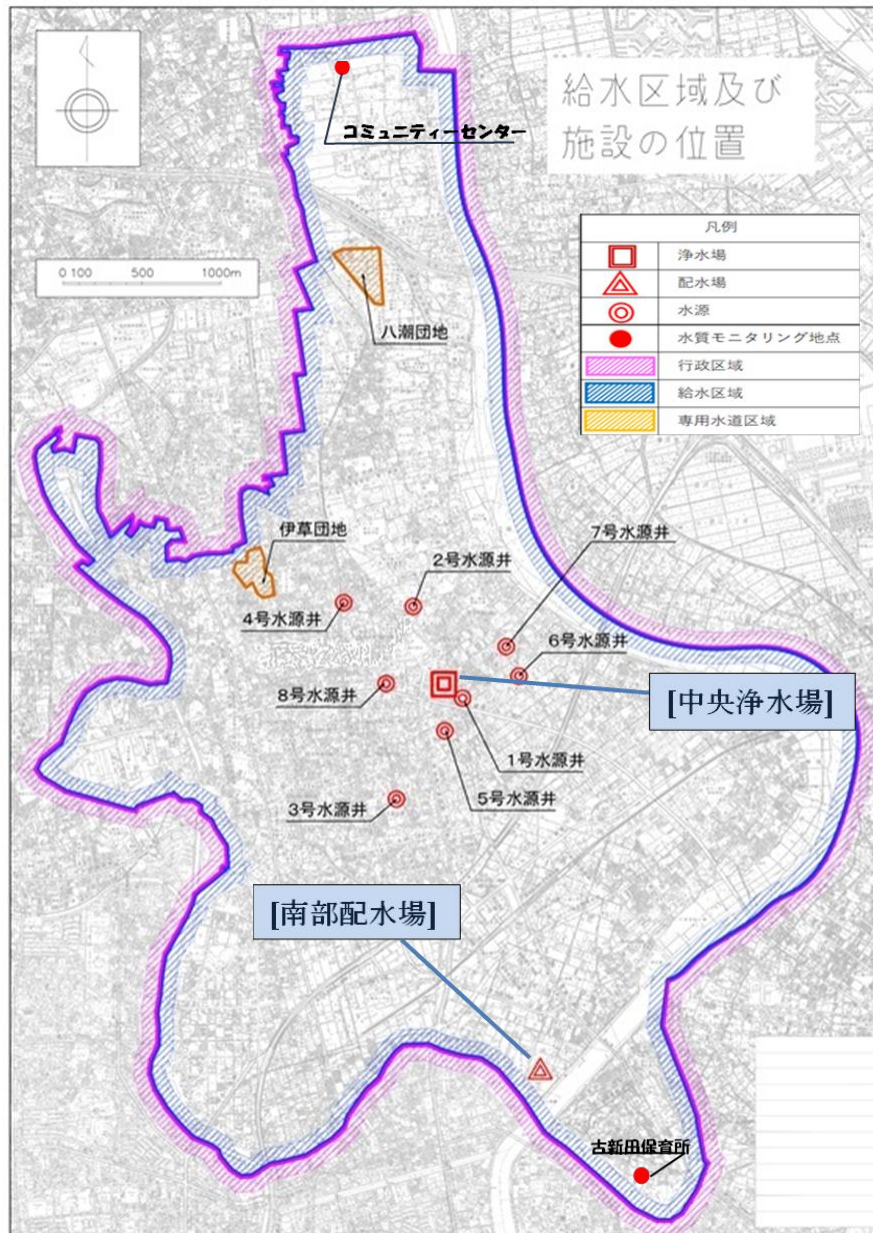 給水区域及び
施設の位置
コミュニティーセンター
凡例
浄水場
配水場
水源
水質モニタリング地点
行政区域
給水区域
専用水道区域
0 100 500 1000m
八潮団地
伊草団地
7号水源井
2号水源井
4号水源井
6号水源井
8号水源井
[中央浄水場]
1号水源井
5号水源井
3号水源井
[南部配水場]
古新田保育所